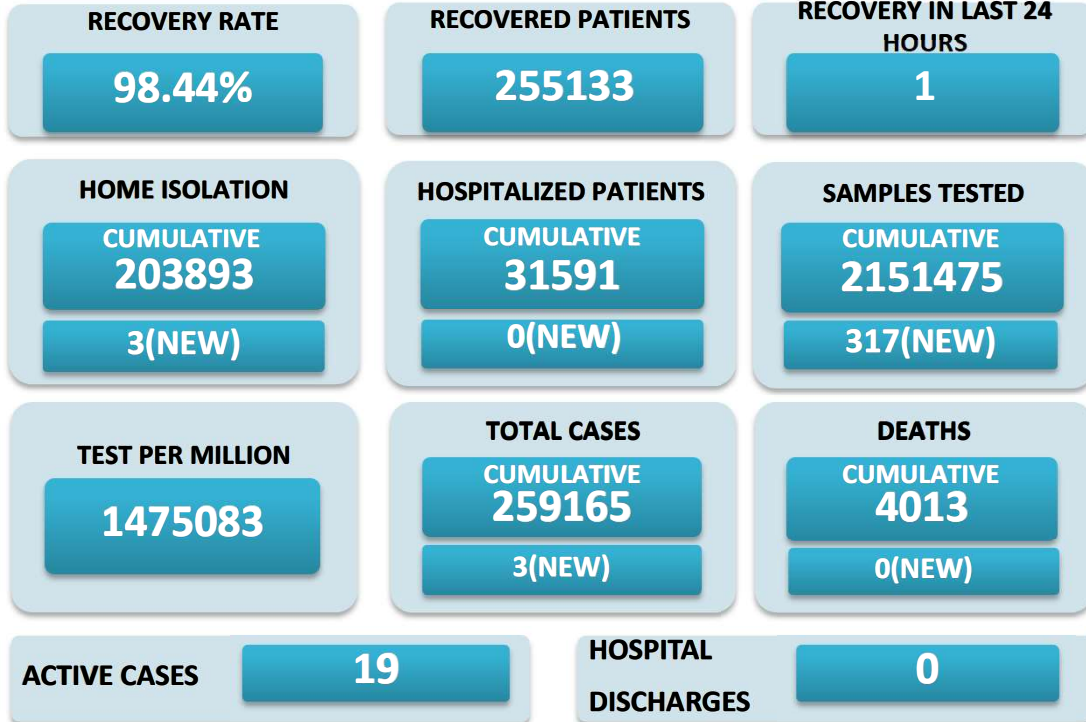 RECOVERY RATE
98.44%
RECOVERED PATIENTS
255133
RECOVERY IN LAST 24
HOURS
1
HOME ISOLATION
CUMULATIVE
203893
3(NEW)
HOSPITALIZED PATIENTS
CUMULATIVE
31591
0(NEW)
SAMPLES TESTED
CUMULATIVE
2151475
317(NEW)
TEST PER MILLION
1475083
TOTAL CASES
CUMULATIVE
259165
3(NEW)
DEATHS
CUMULATIVE
4013
0(NEW)
ACTIVE CASES
19
HOSPITAL
DISCHARGES
0